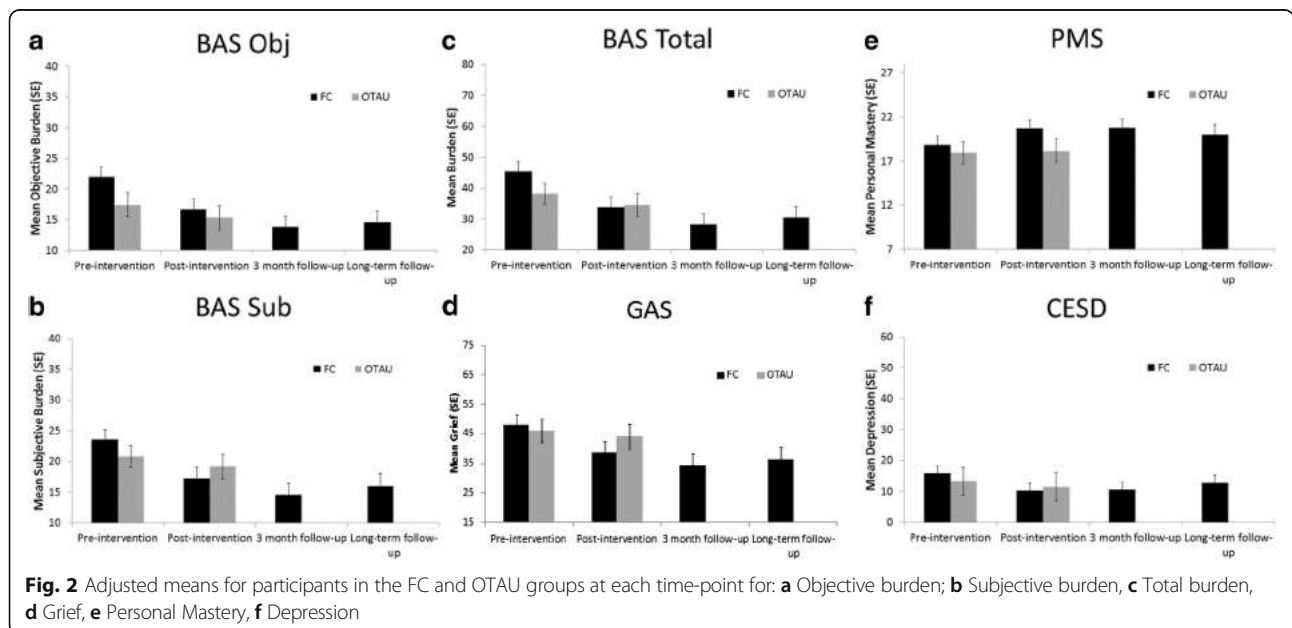 a
BAS Obj
FC OTAU
Mean Objective Burden (SE)
40
35
30
25
20
15
10
Pre-intervention Post-intervention 3 month follow-up Long-term follow-
up
b
BAS Sub
FC OTAU
Mean Subjective Burden (SE)
40
35
30
25
20
15
10
Pre-intervention Post-intervention 3 month follow-up Long-term follow-
up
c
BAS Total
FC OTAU
Mean Burden (SE)
80
70
60
50
40
30
20
Pre-intervention Post-intervention 3 month follow-up Long-term follow-
up
d
GAS
FC OTAU
Mean Grief (SE)
75
65
55
45
35
25
15
Pre-intervention Post-intervention 3 month follow-up Long-term follow-
up
e
PMS
FC OTAU
Mean Personal Mastery (SE)
27
22
17
12
7
Pre-intervention Post-intervention 3 month follow-up Long-term follow-
-up
f
CESD
FC OTAU
Mean Depression (SE)
60
50
40
30
20
10
0
Pre-intervention Post-intervention 3 month follow-up Long-term follow-
up
Fig. 2 Adjusted means for participants in the FC and OTAU groups at each time-point for: a Objective burden; b Subjective burden, c Total burden,
d Grief, e Personal Mastery, f Depression